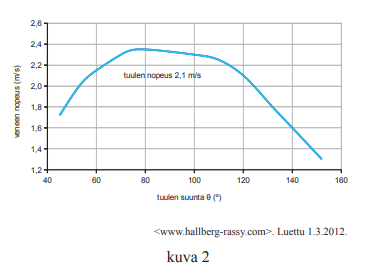 2,6
2,4
2,2
2,0
1,8
1,6
1,4
1,2
veneen nopeus (m/s)
tuulen nopeus 2,1 m/s
40 60 80 100 120 140 160
tuulen suunta θ (º)
<www.hallberg-rassy.com>. Luettu 1.3.2012.
kuva 2